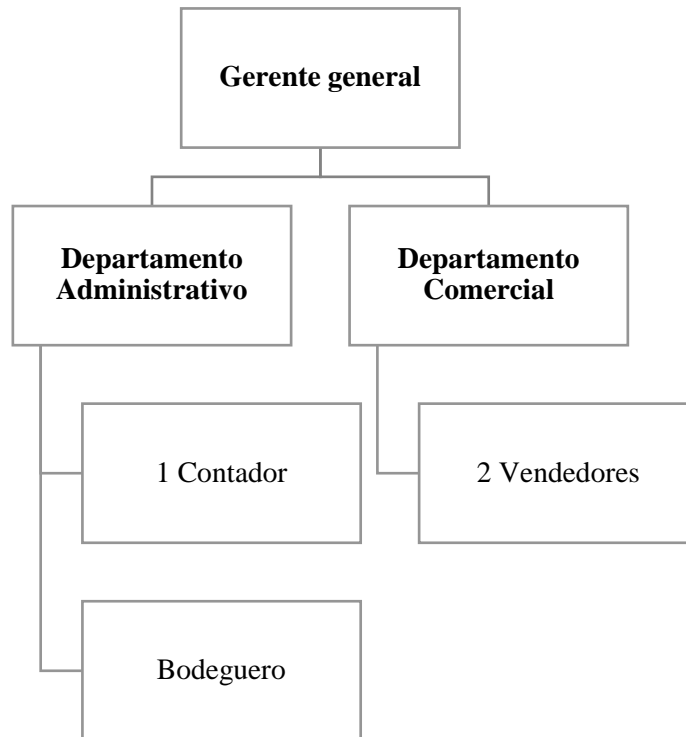 Gerente general
Departamento
Administrativo
Departamento
Comercial
1 Contador
2 Vendedores
Bodeguero